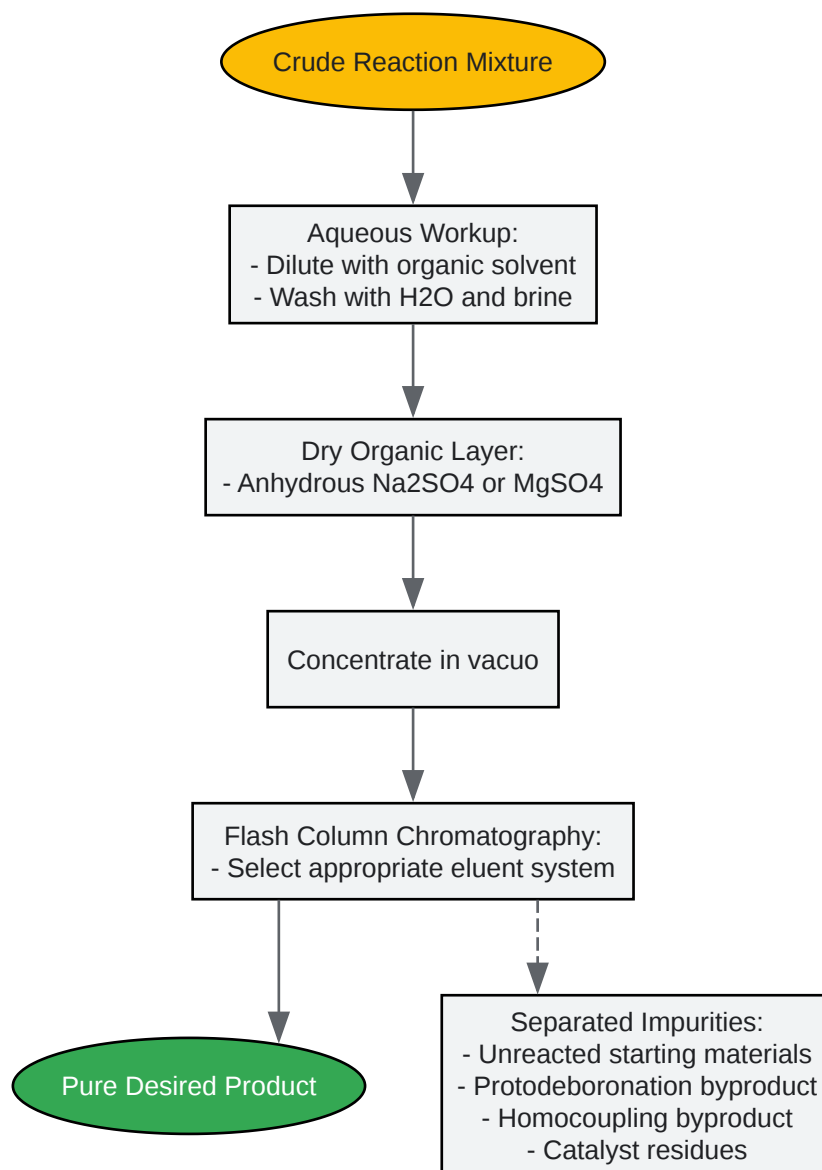 Crude Reaction Mixture
Aqueous Workup:
- Dilute with organic solvent
- Wash with H2O and brine
Dry Organic Layer:
- Anhydrous Na2SO4 or MgSO4
Concentrate in vacuo
Flash Column Chromatography:
- Select appropriate eluent system
Pure Desired Product
Separated Impurities:
- Unreacted starting materials
- Protodeboronation byproduct
- Homocoupling byproduct
- Catalyst residues